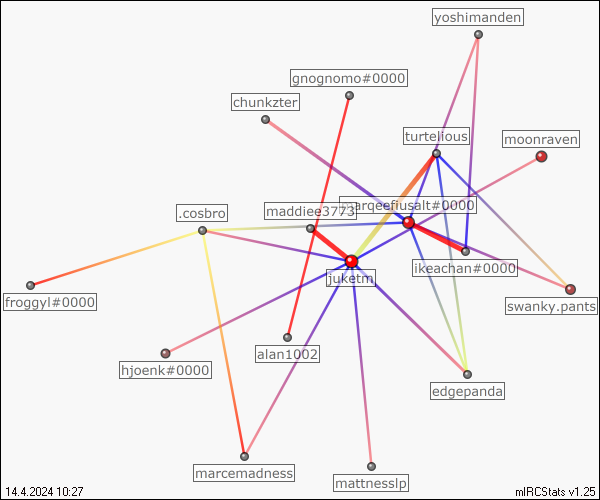 yoshimanden
gnognomo#0000
chunkzter
turtelious
moonraven
arqeefiusalt#0000
maddiee3773
.cosbro
ikeachan#0000
juketm
froggyl#0000
swanky.pants
alan1002
hjoenk#0000
edgepanda
marcemadness
mattnesslp
14.4.2024 10:27
mIRCStats v1.25